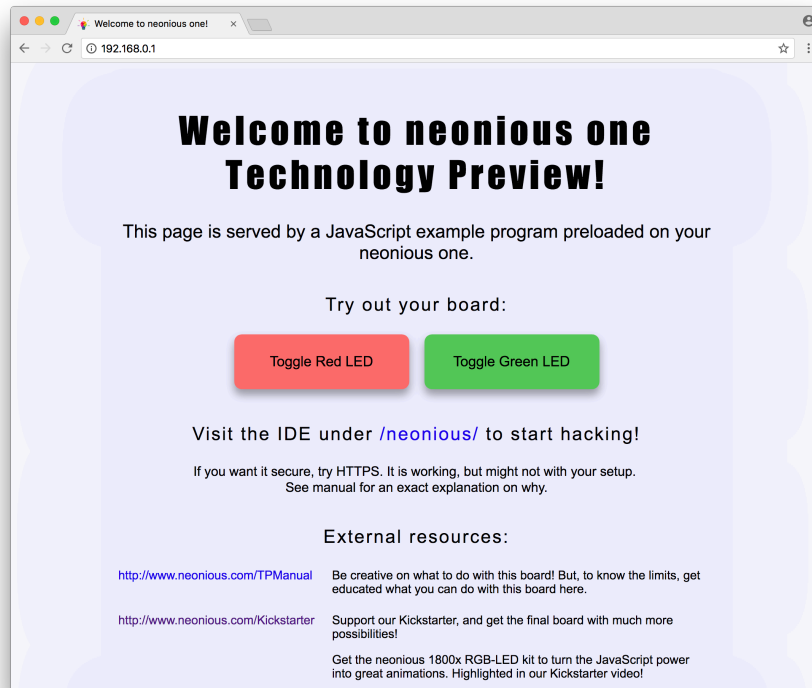 Welcome to neonious one!
192.168.0.1
Welcome to neonious one
Technology Preview!
This page is served by a JavaScript example program preloaded on your
neonious one.
Try out your board:
Toggle Red LED
Toggle Green LED
Visit the IDE under /neonious/ to start hacking!
If you want it secure, try HTTPS. It is working, but might not with your setup.
See manual for an exact explanation on why.
External resources:
http://www.neonious.com/TPManual
Be creative on what to do with this board! But, to know the limits, get
educated what you can do with this board here.
http://www.neonious.com/Kickstarter
Support our Kickstarter, and get the final board with much more
possibilities!
Get the neonious 1800x RGB-LED kit to turn the JavaScript power
into great animations. Highlighted in our Kickstarter video!